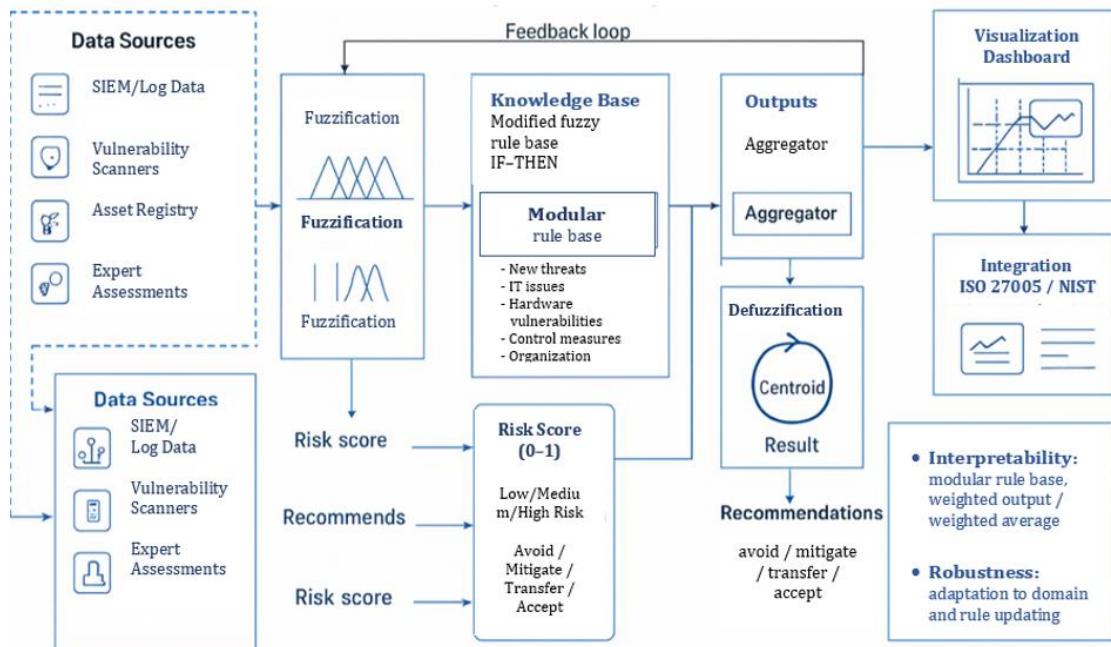 Feedback loop
Data Sources
SIEM/Log Data
Vulnerability
Scanners
Asset Registry
Expert
Assessments
Data Sources
SIEM/
Log Data
Vulnerability
Scanners
Expert
Assessments
Fuzzification
Fuzzification
Fuzzification
Risk score
Recommends
Risk score
Knowledge Base
Modified fuzzy
rule base
IF–THEN
Modular
rule base
- New threats
- IT issues
- Hardware
vulnerabilities
- Control measures
- Organization
Risk Score
(0–1)
Low/Mediu
m/High Risk
Avoid /
Mitigate /
Transfer /
Accept
Outputs
Aggregator
Aggregator
Defuzzification
Centroid
Result
Recommendations
avoid / mitigate
/ transfer /
accept
Visualization
Dashboard
Integration
ISO 27005 / NIST
• Interpretability:
modular rule base,
weighted output /
weighted average
• Robustness:
adaptation to domain
and rule updating